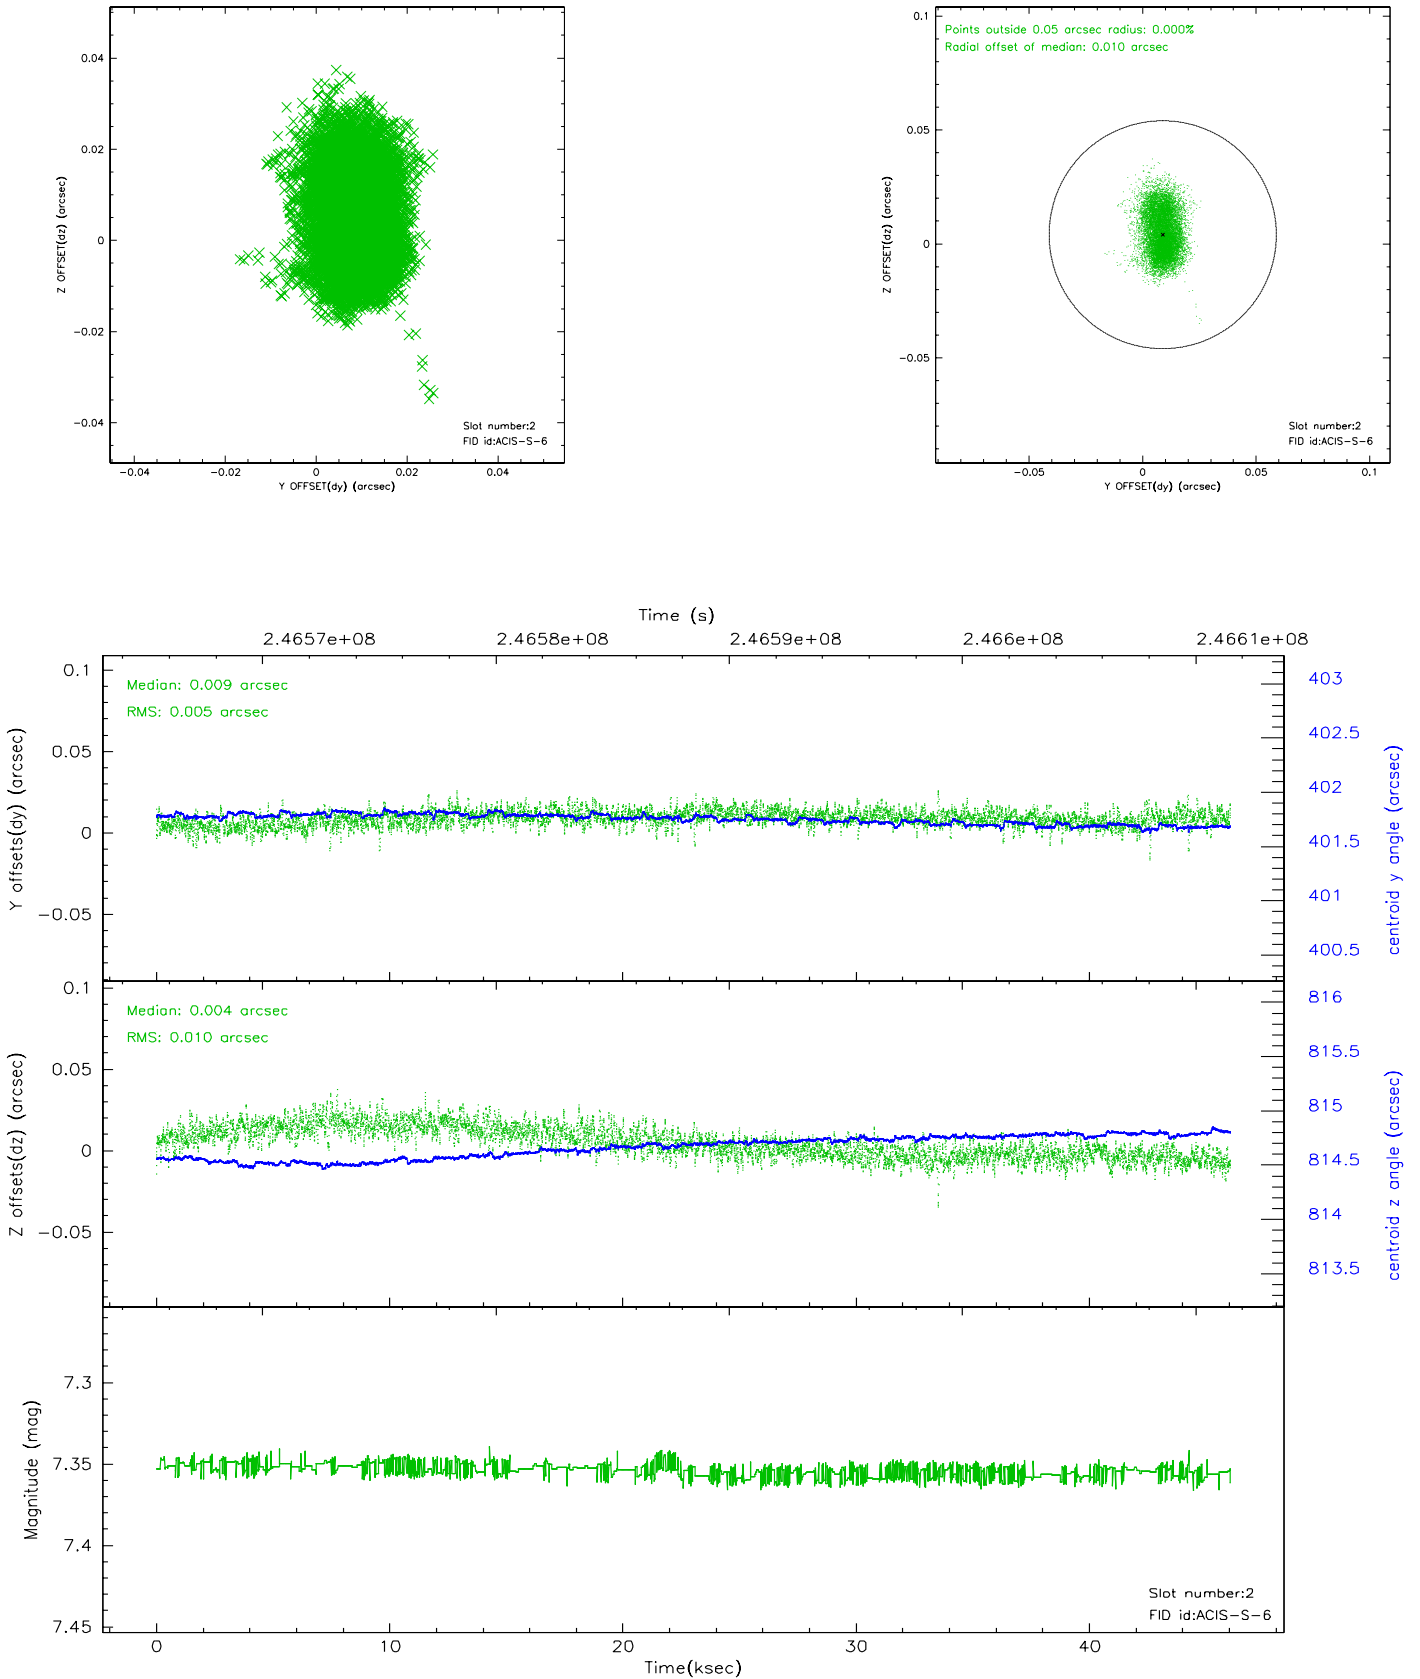 0.04
0.02
0
−0.02
−0.04
Z OFFSET(dz) (arcsec)
Slot number:2
FID id:ACIS−S−6
−0.04 −0.02 0 0.02 0.04
Y OFFSET(dy) (arcsec)
Points outside 0.05 arcsec radius: 0.000%
Radial offset of median: 0.010 arcsec
0.1
0.05
0
−0.05
Z OFFSET(dz) (arcsec)
Slot number:2
FID id:ACIS−S−6
−0.05 0 0.05 0.1
Y OFFSET(dy) (arcsec)
Time (s)
2.4657e+08 2.4658e+08 2.4659e+08 2.466e+08 2.4661e+08
Median: 0.009 arcsec
RMS: 0.005 arcsec
0.1
0.05
0
−0.05
Y offsets(dy) (arcsec)
403
402.5
402
401.5
401
400.5
centroid y angle (arcsec)
Median: 0.004 arcsec
RMS: 0.010 arcsec
0.1
0.05
0
−0.05
Z offsets(dz) (arcsec)
816
815.5
815
814.5
814
813.5
centroid z angle (arcsec)
7.3
7.35
7.4
7.45
Magnitude (mag)
Slot number:2
FID id:ACIS−S−6
0 10 20 30 40
Time(ksec)